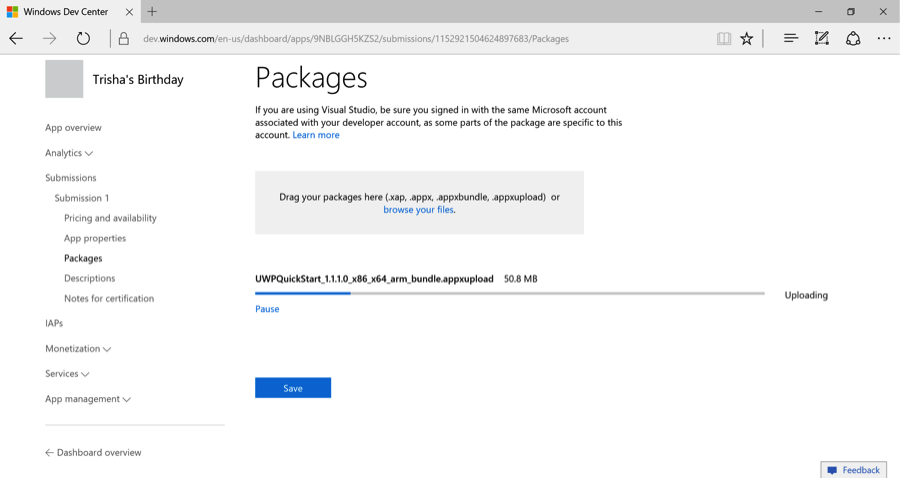 Windows Dev Center
dev.windows.com/en-us/dashboard/apps/9NBLGGH5KZS2/submissions/1152921504624897683/Packages
Trisha's Birthday
App overview
Analytics
Submissions
Submission 1
Pricing and availability
App properties
Packages
Descriptions
Notes for certification
IAPs
Monetization
Services
App management
Dashboard overview
Packages
If you are using Visual Studio, be sure you signed in with the same Microsoft account
associated with your developer account, as some parts of the package are specific to this
account. Learn more
Drag your packages here (.xap, .appx, .appxbundle, .appxupload) or
browse your files.
UWPQuickStart_1.1.1.0_x86_x64_arm_bundle.appxupload 50.8 MB
Uploading
Pause
Save
Feedback